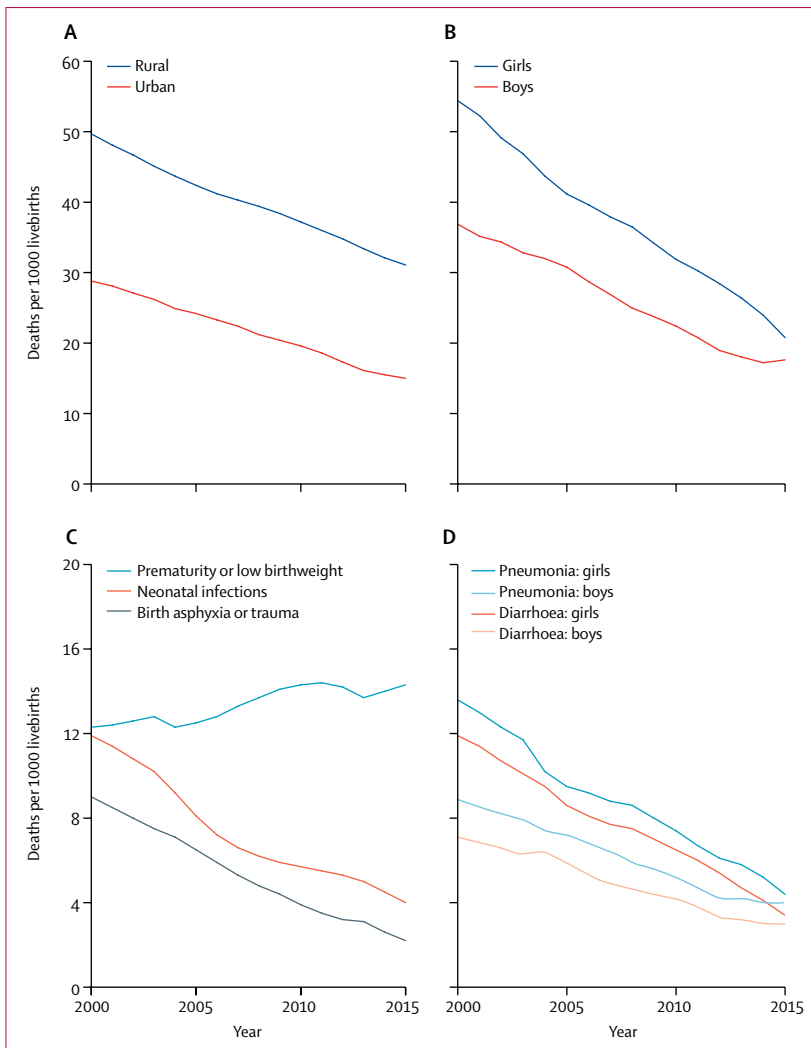 A
Rural
Urban
B
Girls
Boys
60
50
40
30
20
10
0
Deaths per 1000 livebirths
C
Prematurity or low birthweight
Neonatal infections
Birth asphyxia or trauma
D
Pneumonia: girls
Pneumonia: boys
Diarrhoea: girls
Diarrhoea: boys
20
16
12
8
4
0
Deaths per 1000 livebirths
2000 2005 2010 2015
Year
2000 2005 2010 2015
Year